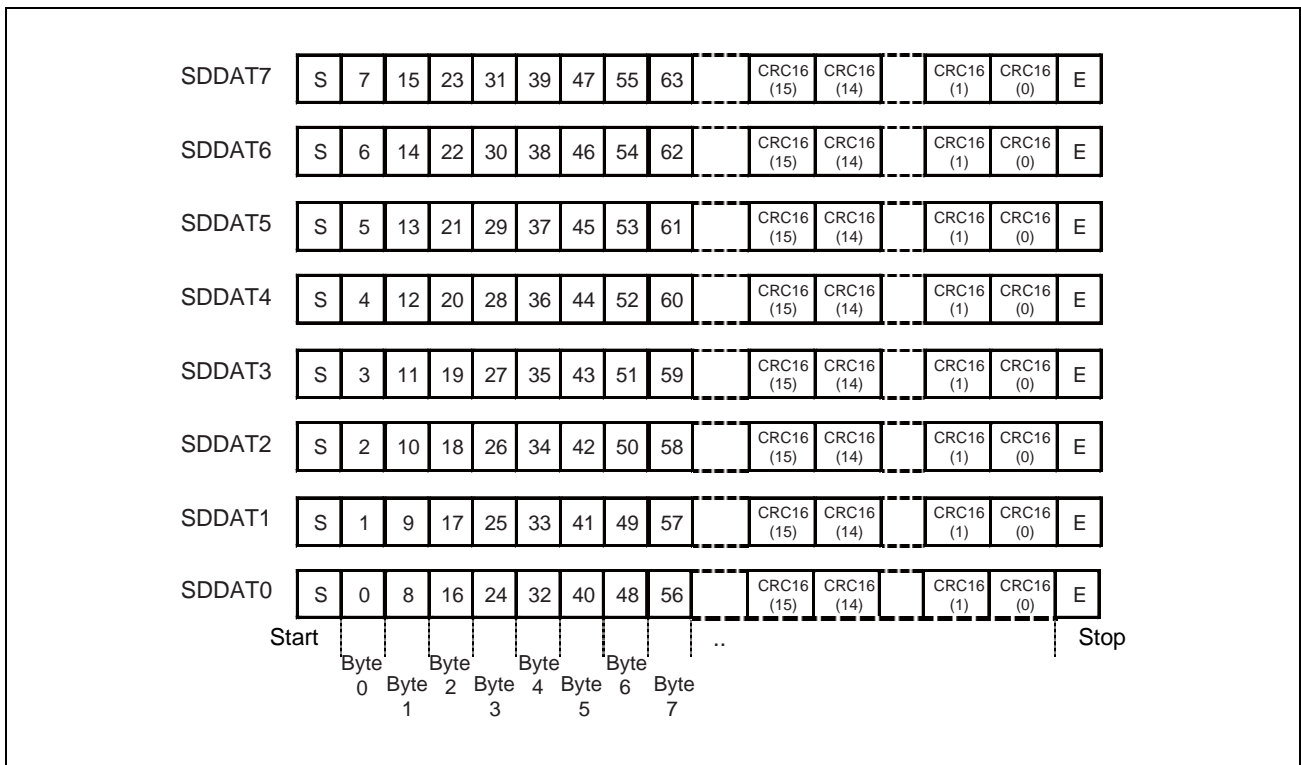 SDDAT7 S 7 15 23 31 39 47 55 63 CRC16 (15) CRC16 (14) CRC16 (1) CRC16 (0) E
SDDAT6 S 6 14 22 30 38 46 54 62 CRC16 (15) CRC16 (14) CRC16 (1) CRC16 (0) E
SDDAT5 S 5 13 21 29 37 45 53 61 CRC16 (15) CRC16 (14) CRC16 (1) CRC16 (0) E
SDDAT4 S 4 12 20 28 36 44 52 60 CRC16 (15) CRC16 (14) CRC16 (1) CRC16 (0) E
SDDAT3 S 3 11 19 27 35 43 51 59 CRC16 (15) CRC16 (14) CRC16 (1) CRC16 (0) E
SDDAT2 S 2 10 18 26 34 42 50 58 CRC16 (15) CRC16 (14) CRC16 (1) CRC16 (0) E
SDDAT1 S 1 9 17 25 33 41 49 57 CRC16 (15) CRC16 (14) CRC16 (1) CRC16 (0) E
SDDAT0 S 0 8 16 24 32 40 48 56 CRC16 (15) CRC16 (14) CRC16 (1) CRC16 (0) E
Start .. Stop
Byte 0 Byte 1 Byte 2 Byte 3 Byte 4 Byte 5 Byte 6 Byte 7